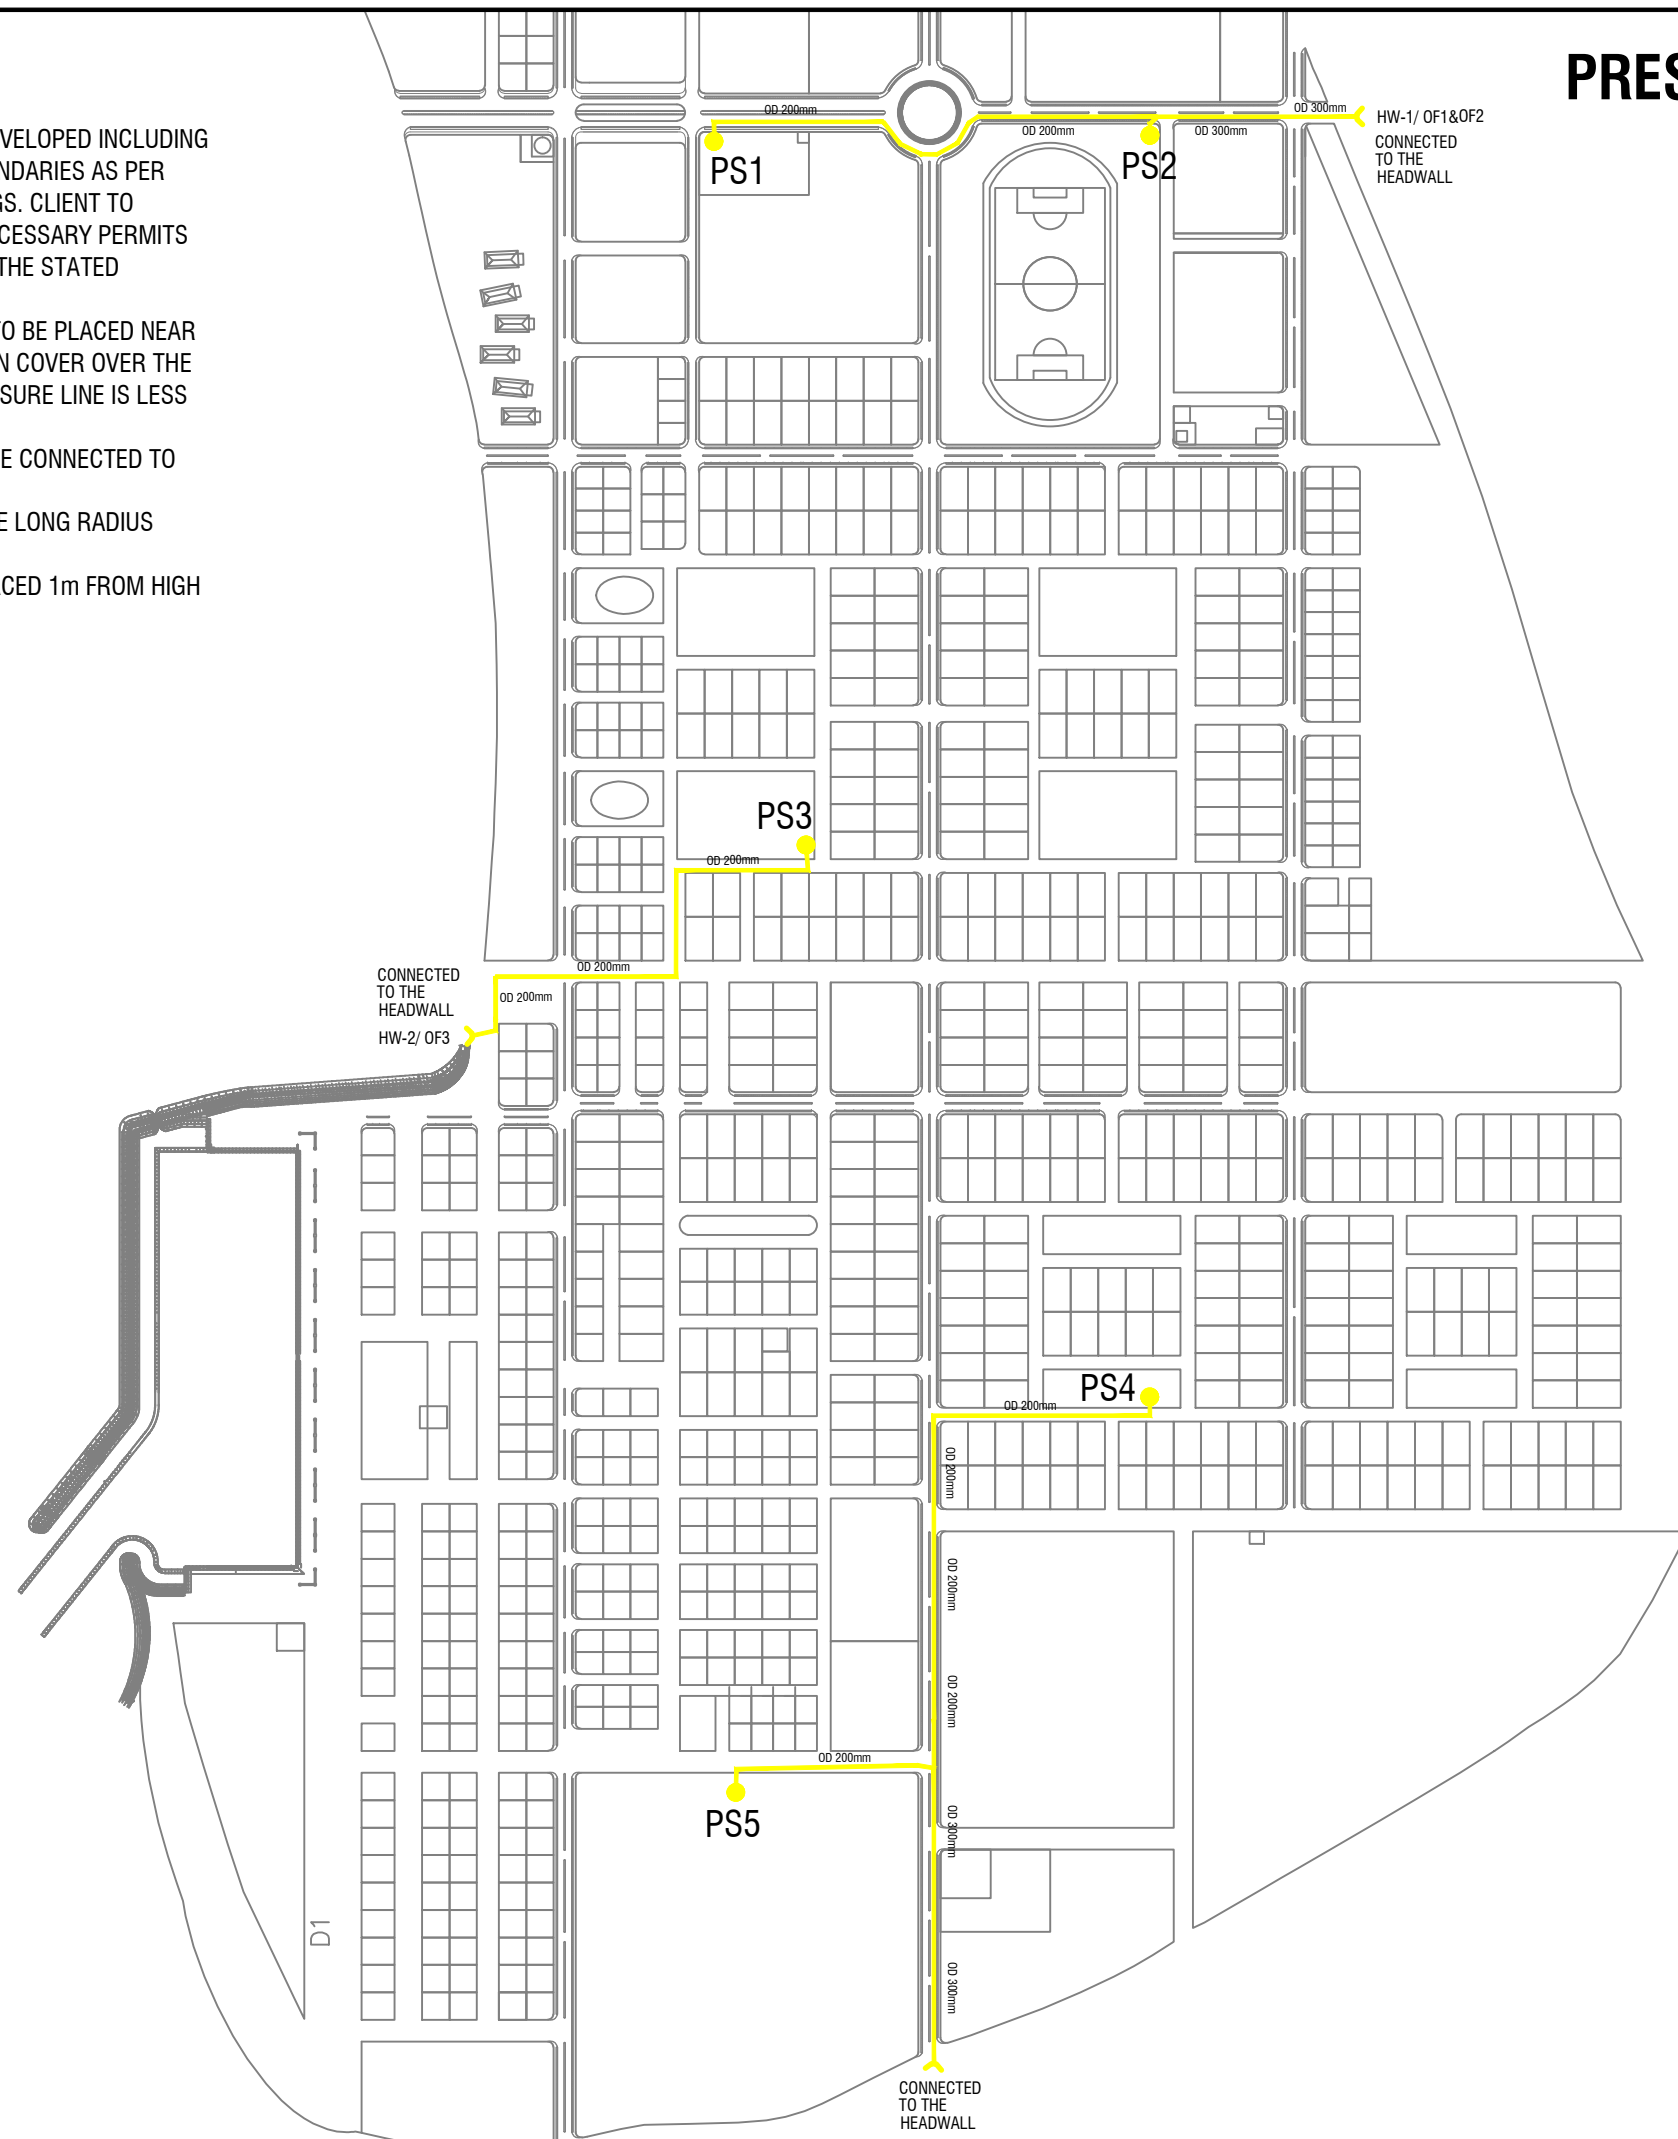 PRES
VELOPED INCLUDING
NDARIES AS PER
GS. CLIENT TO
CESSARY PERMITS
THE STATED
TO BE PLACED NEAR
N COVER OVER THE
SURE LINE IS LESS
E CONNECTED TO
E LONG RADIUS
CED 1m FROM HIGH
OD 200mm
OD 300mm
HW-1/ OF1&OF2
OD 200mm
OD 300mm
CONNECTED
TO THE
HEADWALL
PS1
PS2
PS3
OD 200mm
OD 200mm
CONNECTED
TO THE
HEADWALL
OD 200mm
HW-2/ OF3
PS4
OD 200mm
OD 200mm
OD 200mm
OD 200mm
OD 200mm
PS5
OD 300mm
D1
OD 300mm
CONNECTED
TO THE
HEADWALL